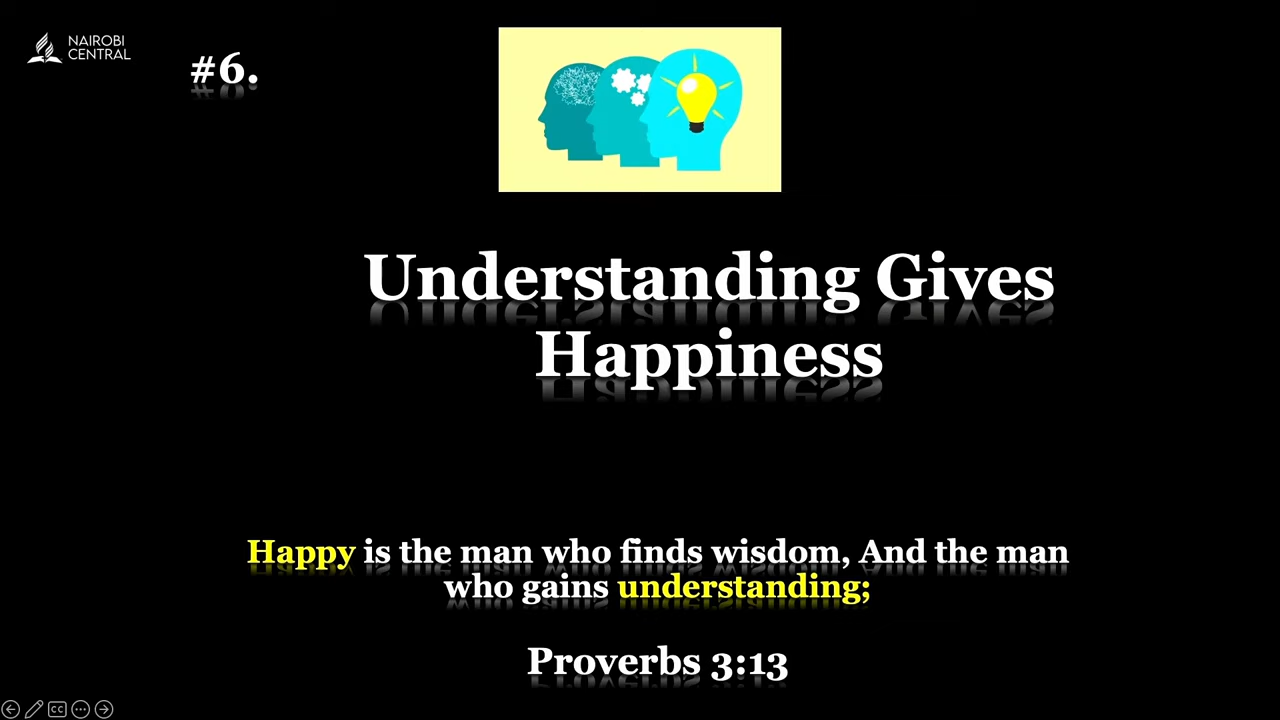 NAIROBI
CENTRAL
#6.
Understanding Gives
Happiness
Happy is the man who finds wisdom, And the man
who gains understanding;
Proverbs 3:13
CC